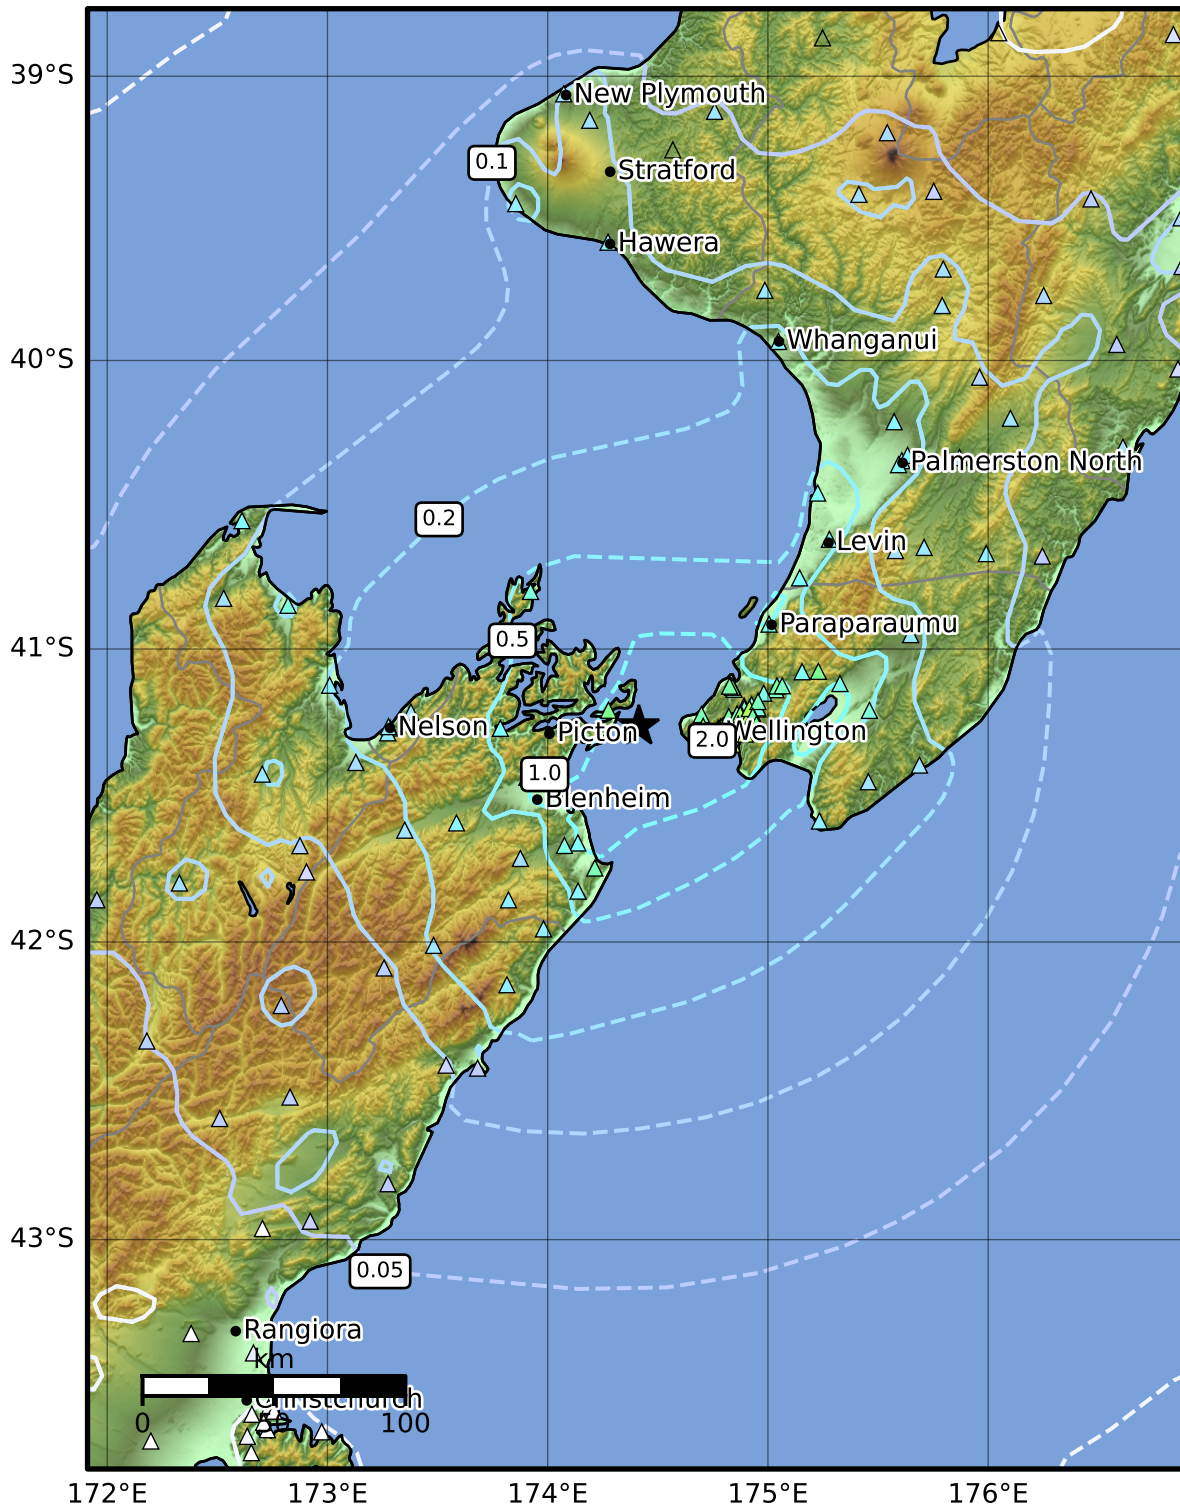 39°S
New Plymouth
0.1
Stratford
Hawera
Whanganui
40°S
Palmerston North
0.2
Levin
Paraparaumu
0.5
41°S
Nelson
Picton
Wellington
2.0
1.0
Blenheim
42°S
43°S
0.05
Rangiora
km
Christchurch
0
50
100
172°E
173°E
174°E
175°E
176°E